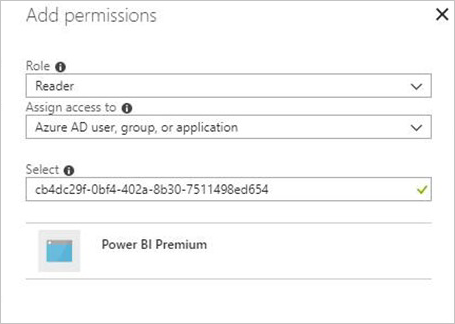 Add permissions
Role
Reader
Assign access to
Azure AD user, group, or application
Select
cb4dc29f-0bf4-402a-8b30-7511498ed654
Power BI Premium